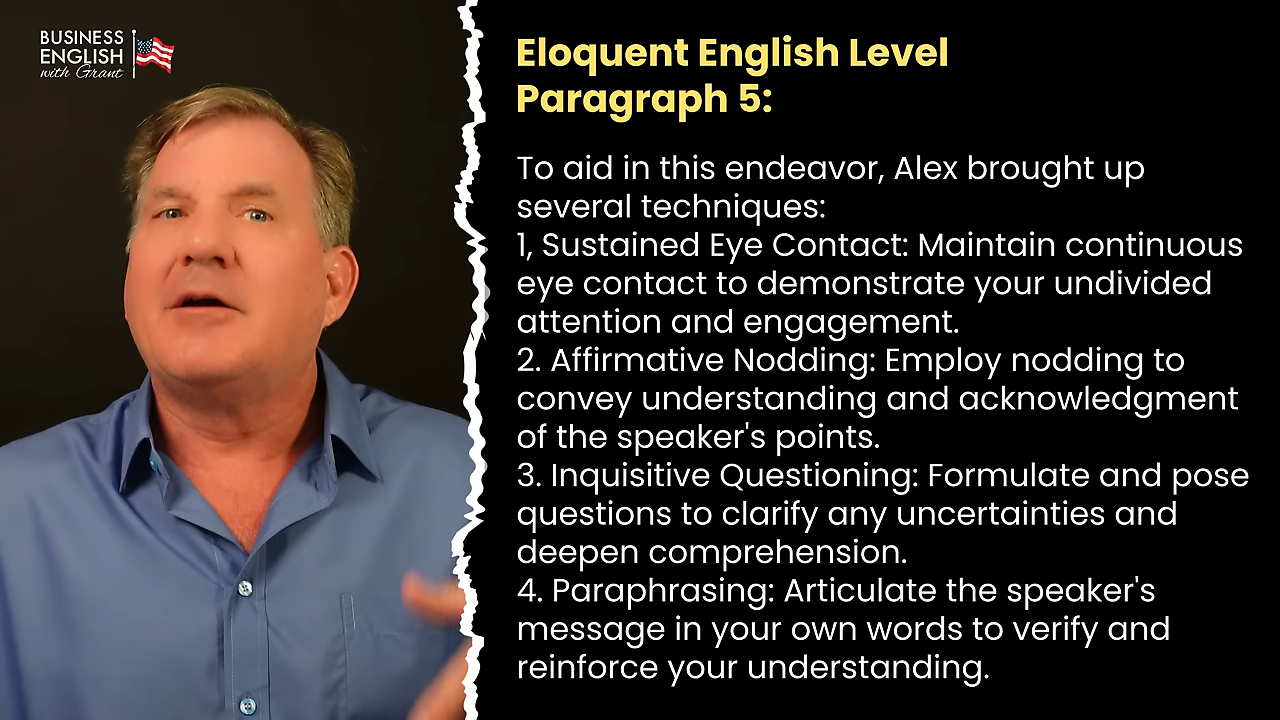 BUSINESS
ENGLISH
with Grant
Eloquent English Level
Paragraph 5:
To aid in this endeavor, Alex brought up
several techniques:
1, Sustained Eye Contact: Maintain continuous
eye contact to demonstrate your undivided
attention and engagement.
2. Affirmative Nodding: Employ nodding to
convey understanding and acknowledgment
of the speaker's points.
3. Inquisitive Questioning: Formulate and pose
questions to clarify any uncertainties and
deepen comprehension.
4. Paraphrasing: Articulate the speaker's
message in your own words to verify and
reinforce your understanding.